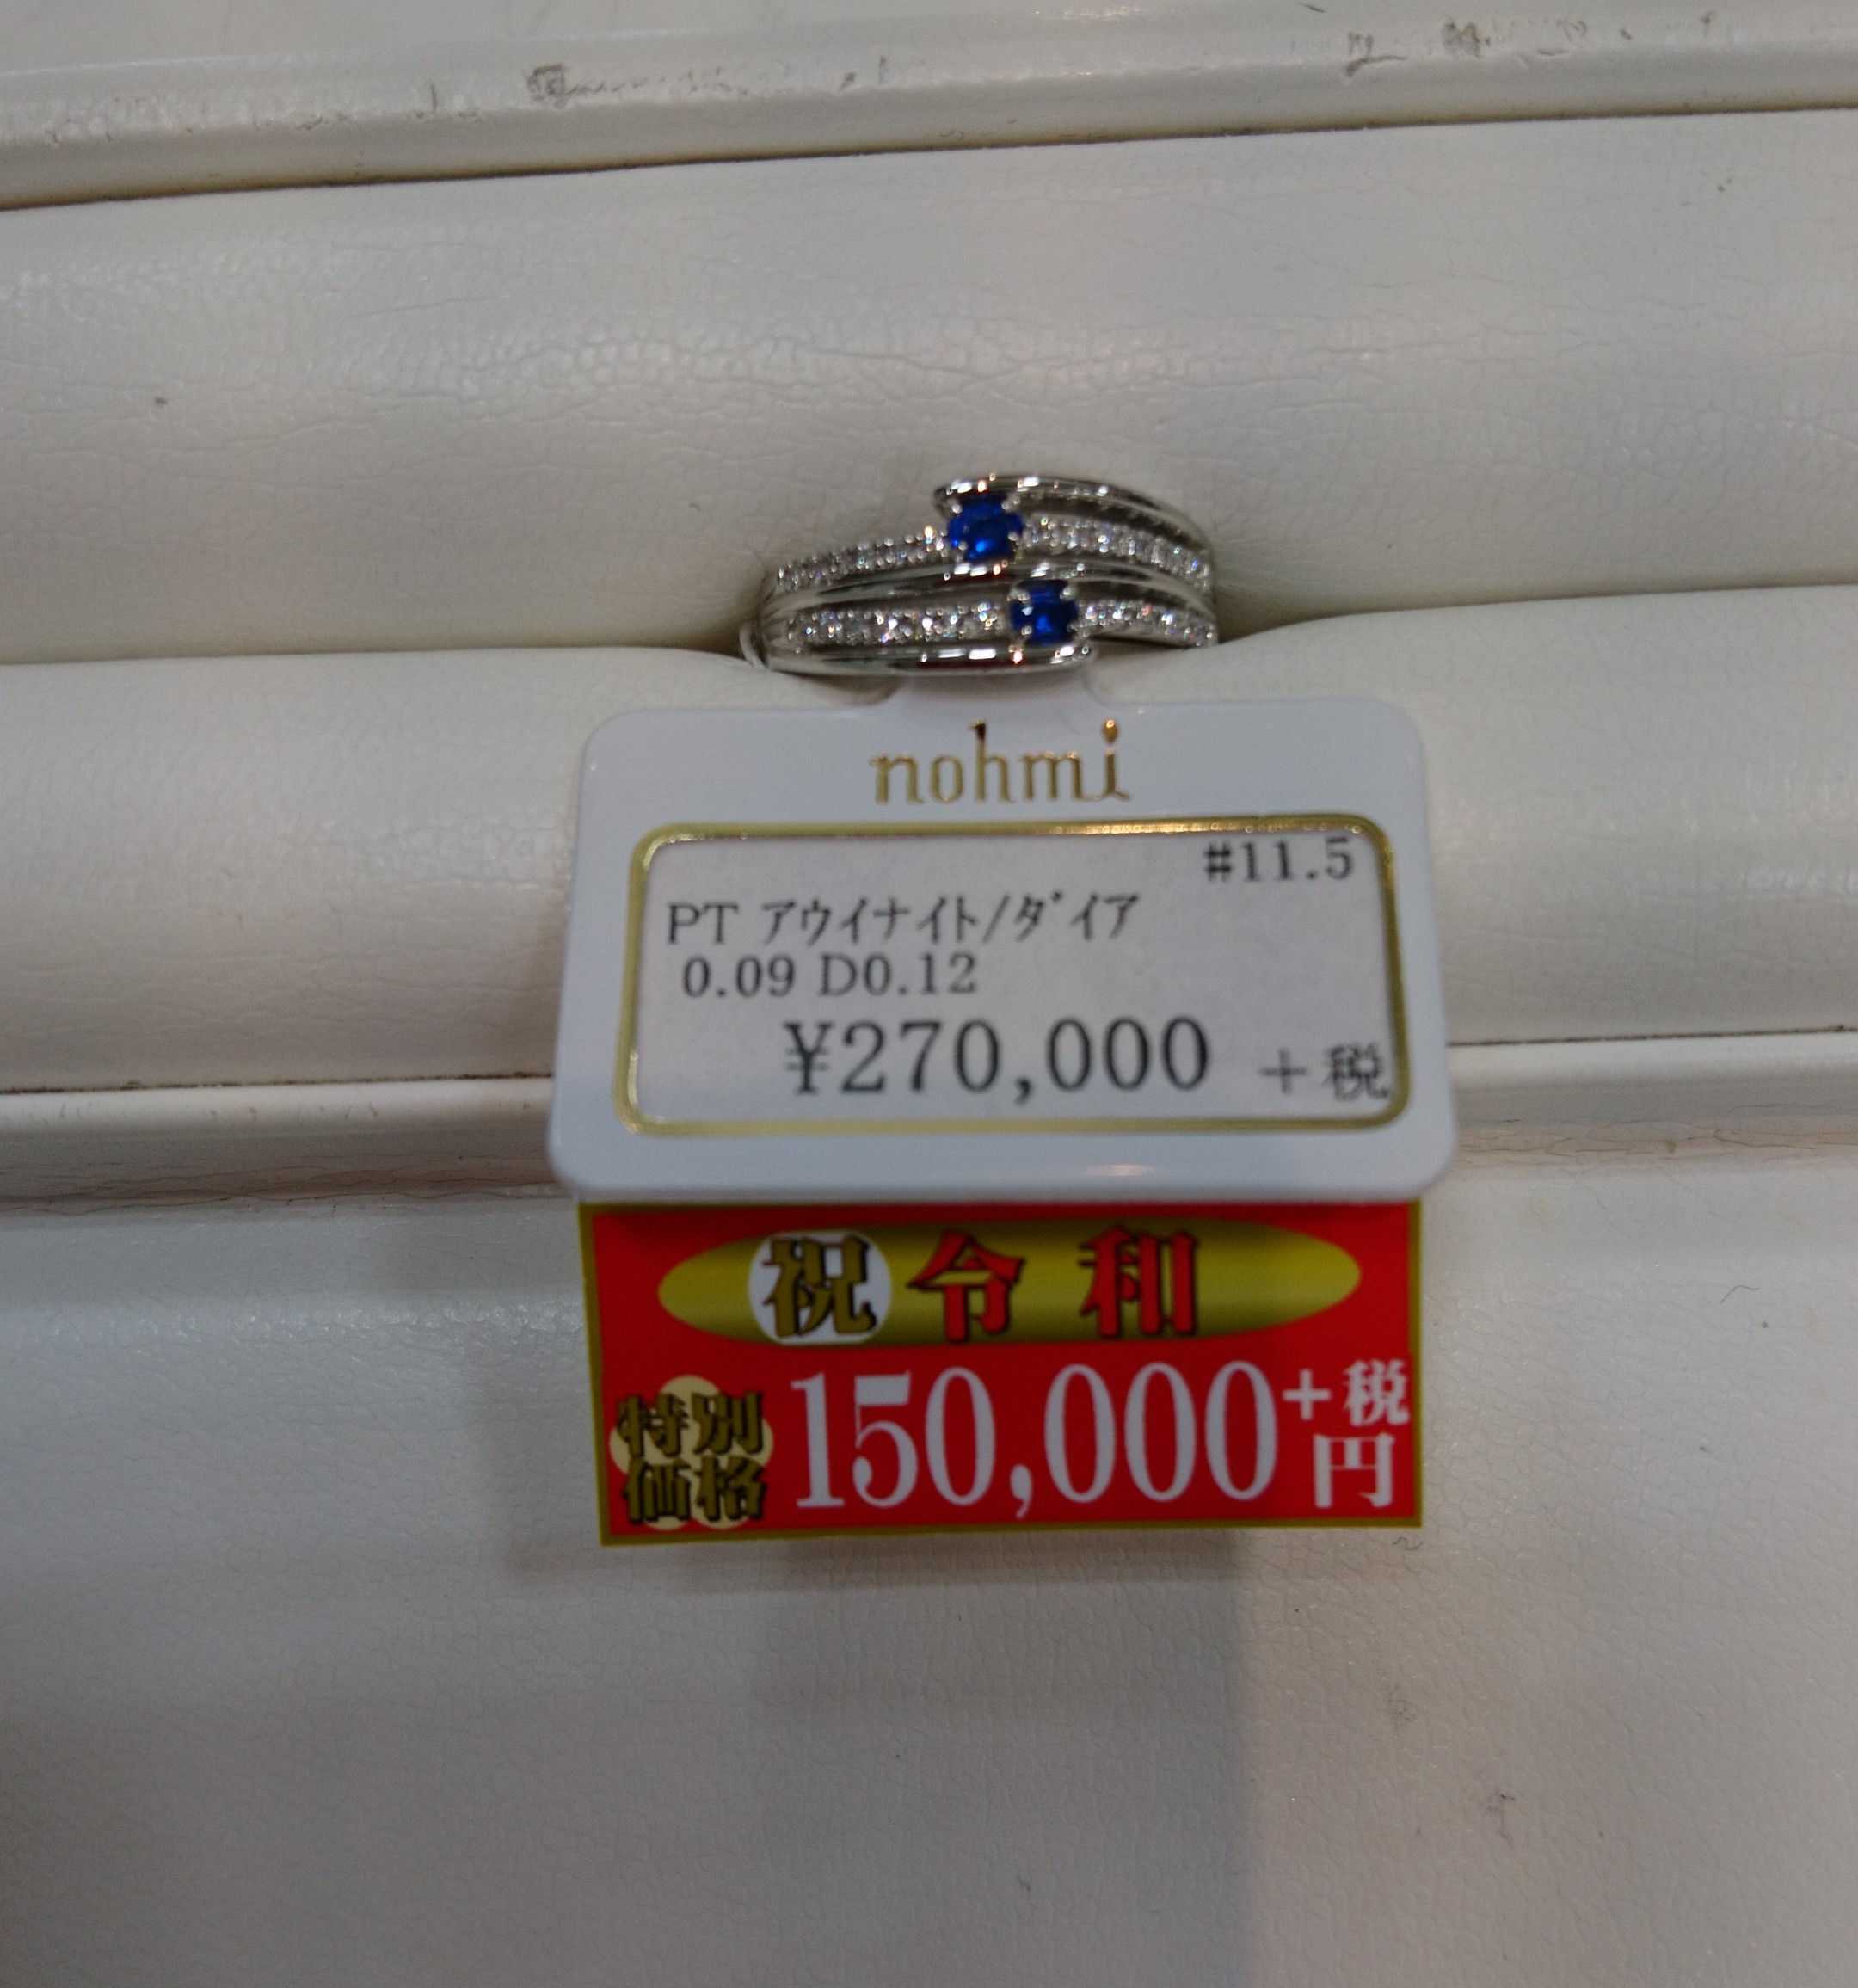 nohmi
#11.5
PT アウイナイト/ダイア
0.09 D0.12
¥270,000 +税
祝 令和
特別価格 150,000+税円